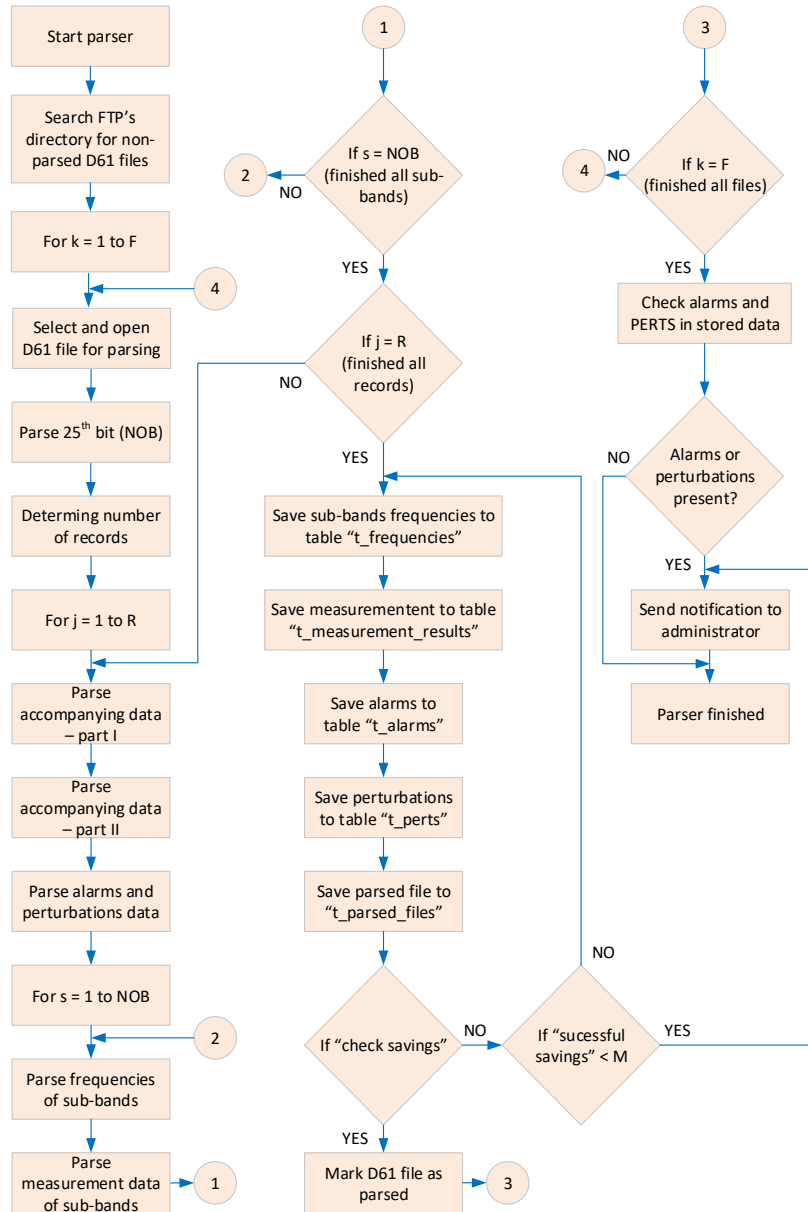 Start parser
Search FTP's
directory for non-
parsed D61 files
For k = 1 to F
4
Select and open
D61 file for parsing
Parse 25th bit (NOB)
Determing number
of records
For j = 1 to R
Parse
accompanying data
– part I
Parse
accompanying data
– part II
Parse alarms and
perturbations data
For s = 1 to NOB
2
Parse frequencies
of sub-bands
Parse
measurement data
of sub-bands
1
1
If s = NOB
(finished all sub-
bands)
2
NO
YES
If j = R
(finished all
records)
NO
YES
Save sub-bands frequencies to
table “t_frequencies”
Save measurementent to table
“t_measurement_results”
Save alarms to
table “t_alarms”
Save perturbations
to table “t_perts”
Save parsed file to
“t_parsed_files”
If “check savings”
NO
YES
If “sucessful
savings” < M
NO
YES
Mark D61 file as
parsed
3
3
If k = F
(finished all files)
NO
4
YES
Check alarms and
PERTS in stored data
Alarms or
perturbations
present?
NO
YES
Send notification to
administrator
Parser finished